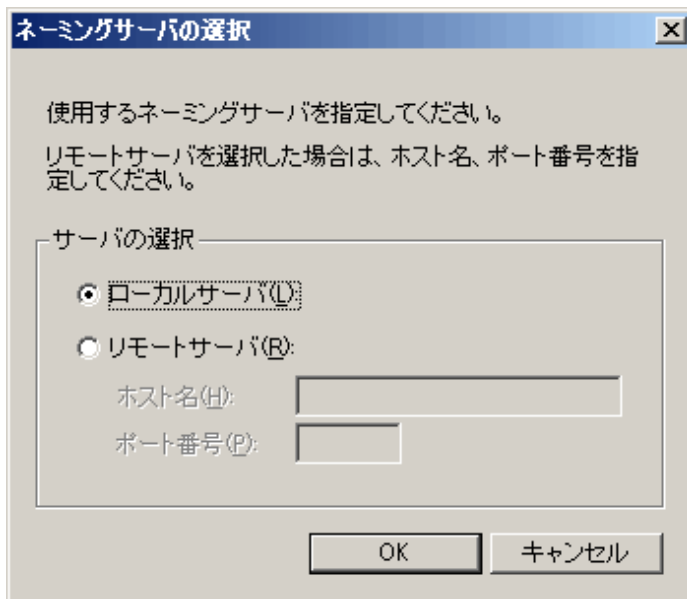 ネーミングサーバの選択
使用するネーミングサーバを指定してください。
リモートサーバを選択した場合は、ホスト名、ポート番号を指
定してください。
サーバの選択
ローカルサーバ(L):
リモートサーバ(R):
ホスト名(H):
ポート番号(P):
OK キャンセル